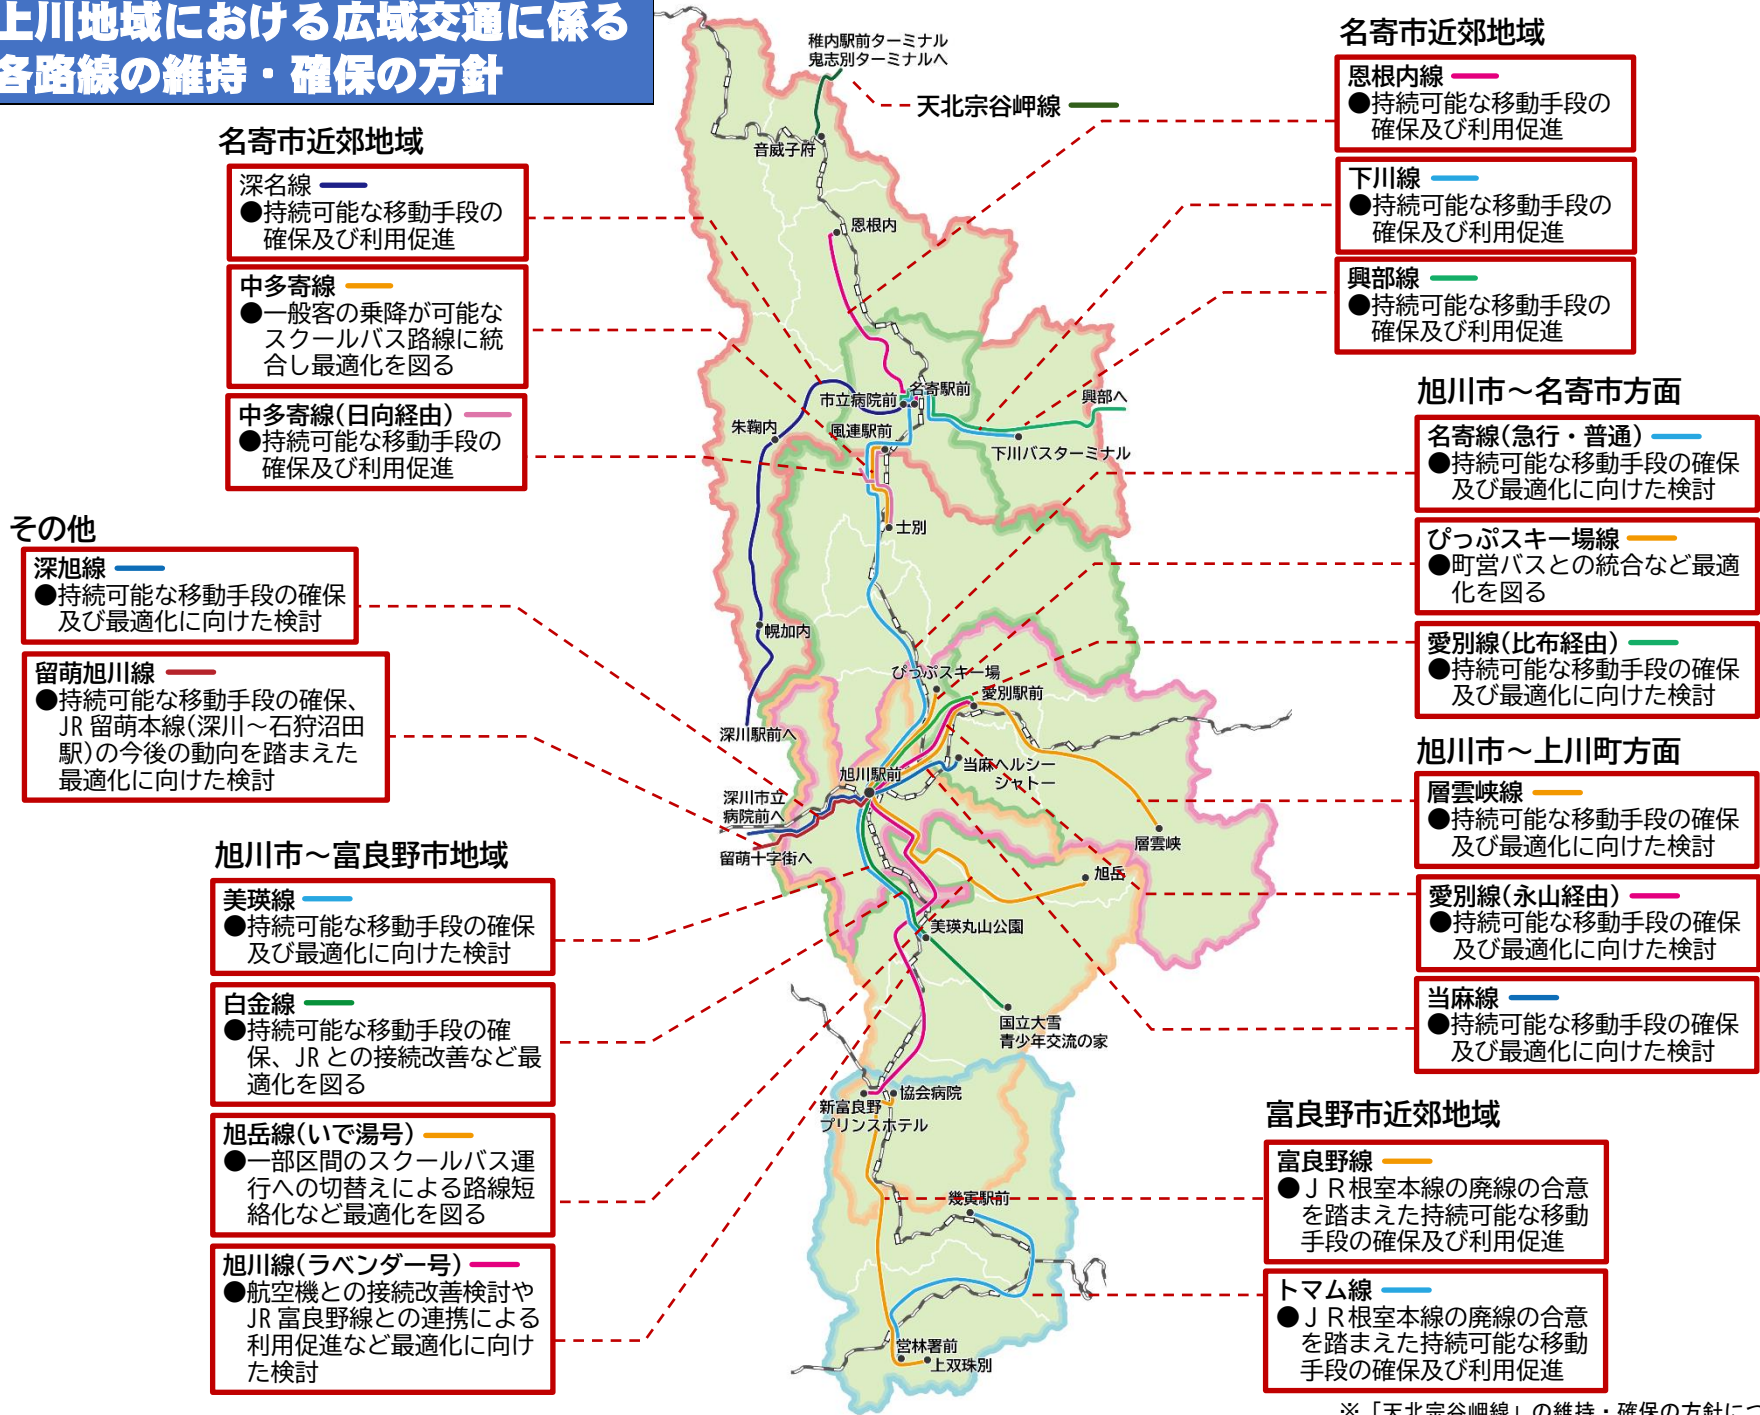 上川地域における広域交通に係る
各路線の維持・確保の方針
名寄市近郊地域
深名線
●持続可能な移動手段の
確保及び利用促進
中多寄線
●一般客の乗降が可能な
スクールバス路線に統
合し最適化を図る
中多寄線(日向経由)
●持続可能な移動手段の
確保及び利用促進
その他
深旭線
●持続可能な移動手段の確保
及び最適化に向けた検討
留萌旭川線
●持続可能な移動手段の確保、
JR 留萌本線(深川～石狩沼田
駅)の今後の動向を踏まえた
最適化に向けた検討
旭川市～富良野市地域
美瑛線
●持続可能な移動手段の確保
及び最適化に向けた検討
白金線
●持続可能な移動手段の確
保、JR との接続改善など最
適化を図る
旭岳線(いで湯号)
●一部区間のスクールバス運
行への切替えによる路線短
絡化など最適化を図る
旭川線(ラベンダー号)
●航空機との接続改善検討や
JR 富良野線との連携による
利用促進など最適化に向け
た検討
稚内駅前ターミナル
鬼志別ターミナルへ
天北宗谷岬線
音威子府
恩根内
名寄駅前
市立病院前
興部へ
朱鞠内
風連駅前
下川バスターミナル
士別
幌加内
ぴっぷスキー場
愛別駅前
深川駅前へ
当麻ヘルシー
シャトー
旭川駅前
深川市立
病院前へ
留萌十字街へ
層雲峡
旭岳
美瑛丸山公園
国立大雪
青少年交流の家
協会病院
新富良野
プリンスホテル
幾寅駅前
営林署前
上双珠別
名寄市近郊地域
恩根内線
●持続可能な移動手段の
確保及び利用促進
下川線
●持続可能な移動手段の
確保及び利用促進
興部線
●持続可能な移動手段の
確保及び利用促進
旭川市～名寄市方面
名寄線(急行・普通)
●持続可能な移動手段の確保
及び最適化に向けた検討
ぴっぷスキー場線
●町営バスとの統合など最適
化を図る
愛別線(比布経由)
●持続可能な移動手段の確保
及び最適化に向けた検討
旭川市～上川町方面
層雲峡線
●持続可能な移動手段の確保
及び最適化に向けた検討
愛別線(永山経由)
●持続可能な移動手段の確保
及び最適化に向けた検討
当麻線
●持続可能な移動手段の確保
及び最適化に向けた検討
富良野市近郊地域
富良野線
●ＪＲ根室本線の廃線の合意
を踏まえた持続可能な移動
手段の確保及び利用促進
トマム線
●ＪＲ根室本線の廃線の合意
を踏まえた持続可能な移動
手段の確保及び利用促進
※「天北宗谷岬線」の維持・確保の方針につ